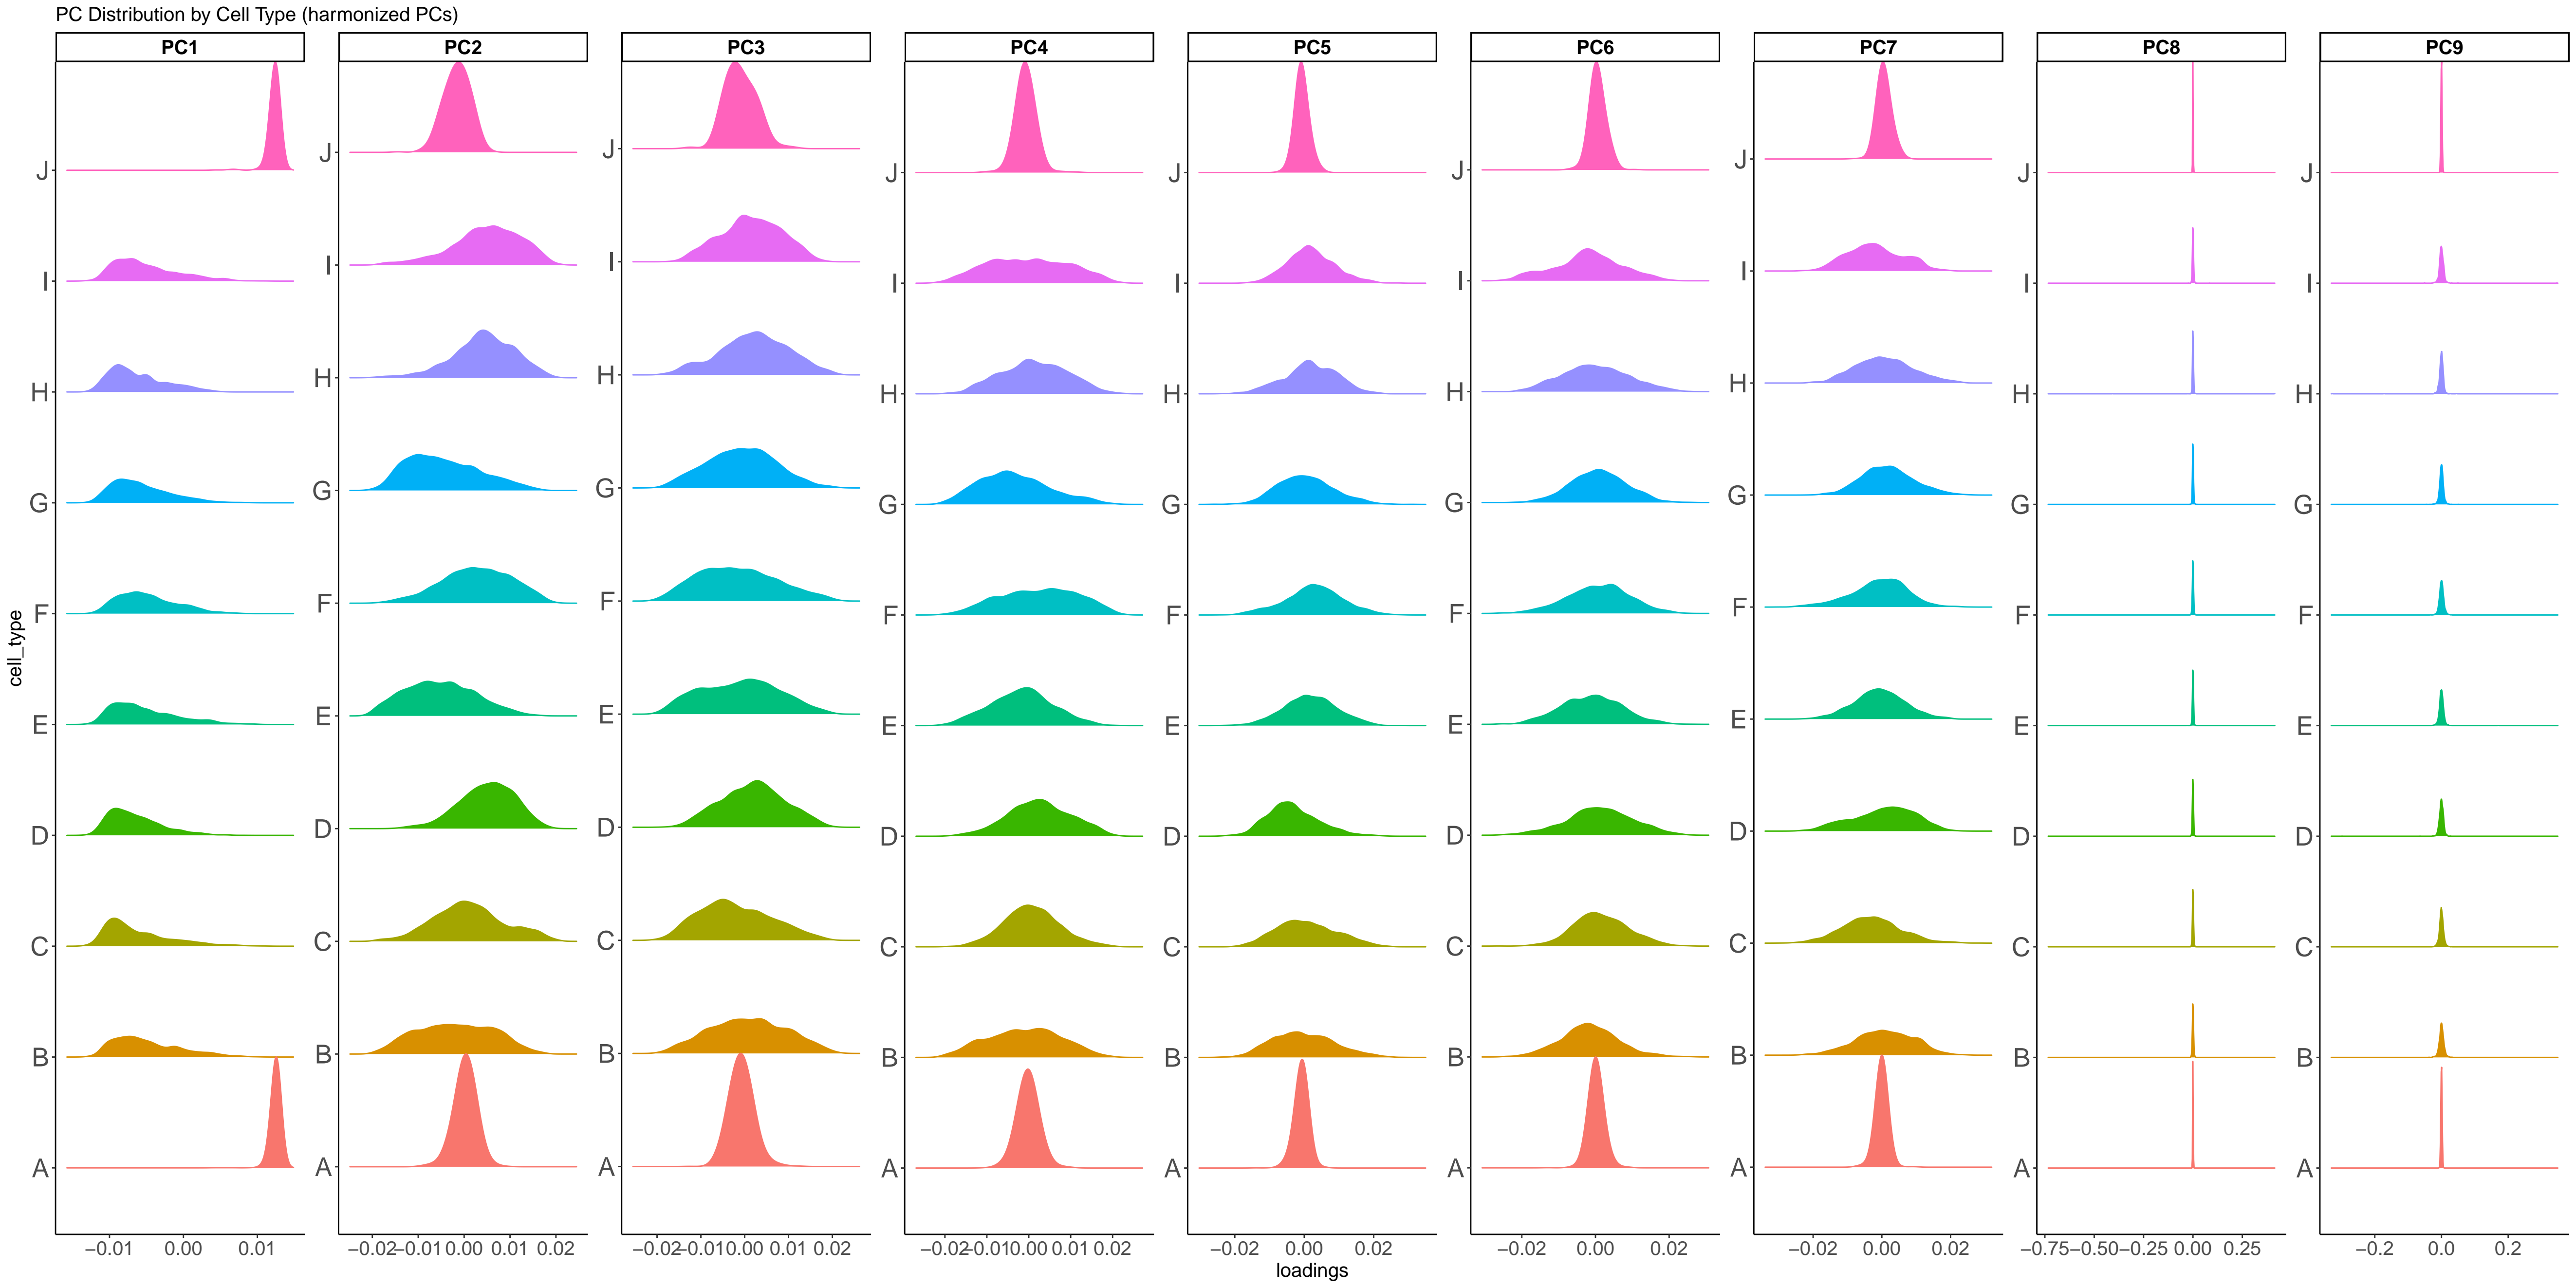 PC Distribution by Cell Type (harmonized PCs)
PC1 PC2 PC3 PC4 PC5 PC6 PC7 PC8 PC9
J J J J J J J J J
I I I I I I I I I
H H H H H H H H H
G G G G G G G G G
F F F F F F F F F
cell_type
E E E E E E E E E
D D D D D D D D D
C C C C C C C C C
B B B B B B B B B
A A A A A A A A A
−0.01 0.00 0.01 −0.02 −0.01 0.00 0.01 0.02 −0.02 −0.01 0.00 0.01 0.02 −0.02 −0.01 0.00 0.01 0.02 −0.02 0.00 0.02 −0.02 0.00 0.02 −0.02 0.00 0.02 −0.75 −0.50 −0.25 0.00 0.25 −0.2 0.0 0.2
loadings